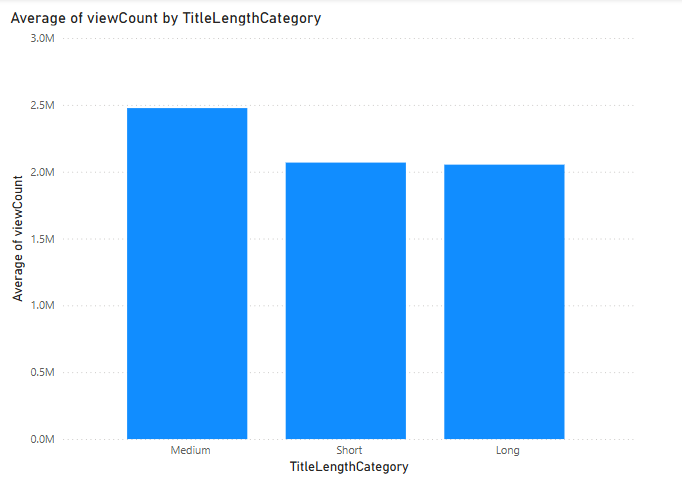 Average of viewCount by TitleLengthCategory
3.0M
2.5M
2.0M
1.5M
1.0M
0.5M
0.0M
Average of viewCount
Medium Short Long
TitleLengthCategory